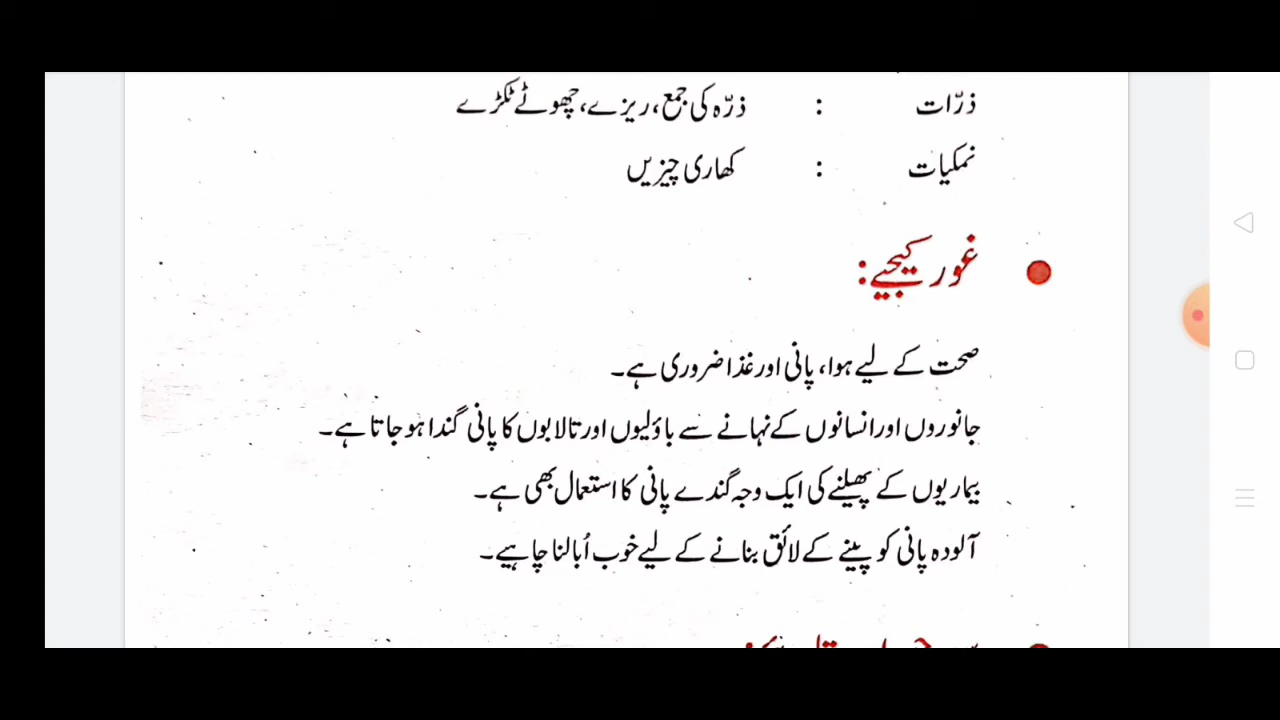 ذرّات : ذرّہ کی جمع، ریزے، چھوٹے ٹکڑے
نمکیات : کھاری چیزیں
غور کیجیے:
صحت کے لیے ہوا، پانی اور غذا ضروری ہے۔
جانوروں اور انسانوں کے نہانے سے باؤلیوں اور تالابوں کا پانی گندا ہو جاتا ہے۔
بیماریوں کے پھیلنے کی ایک وجہ گندے پانی کا استعمال بھی ہے۔
آلودہ پانی کو پینے کے لائق بنانے کے لیے خوب اُبالنا چاہیے۔